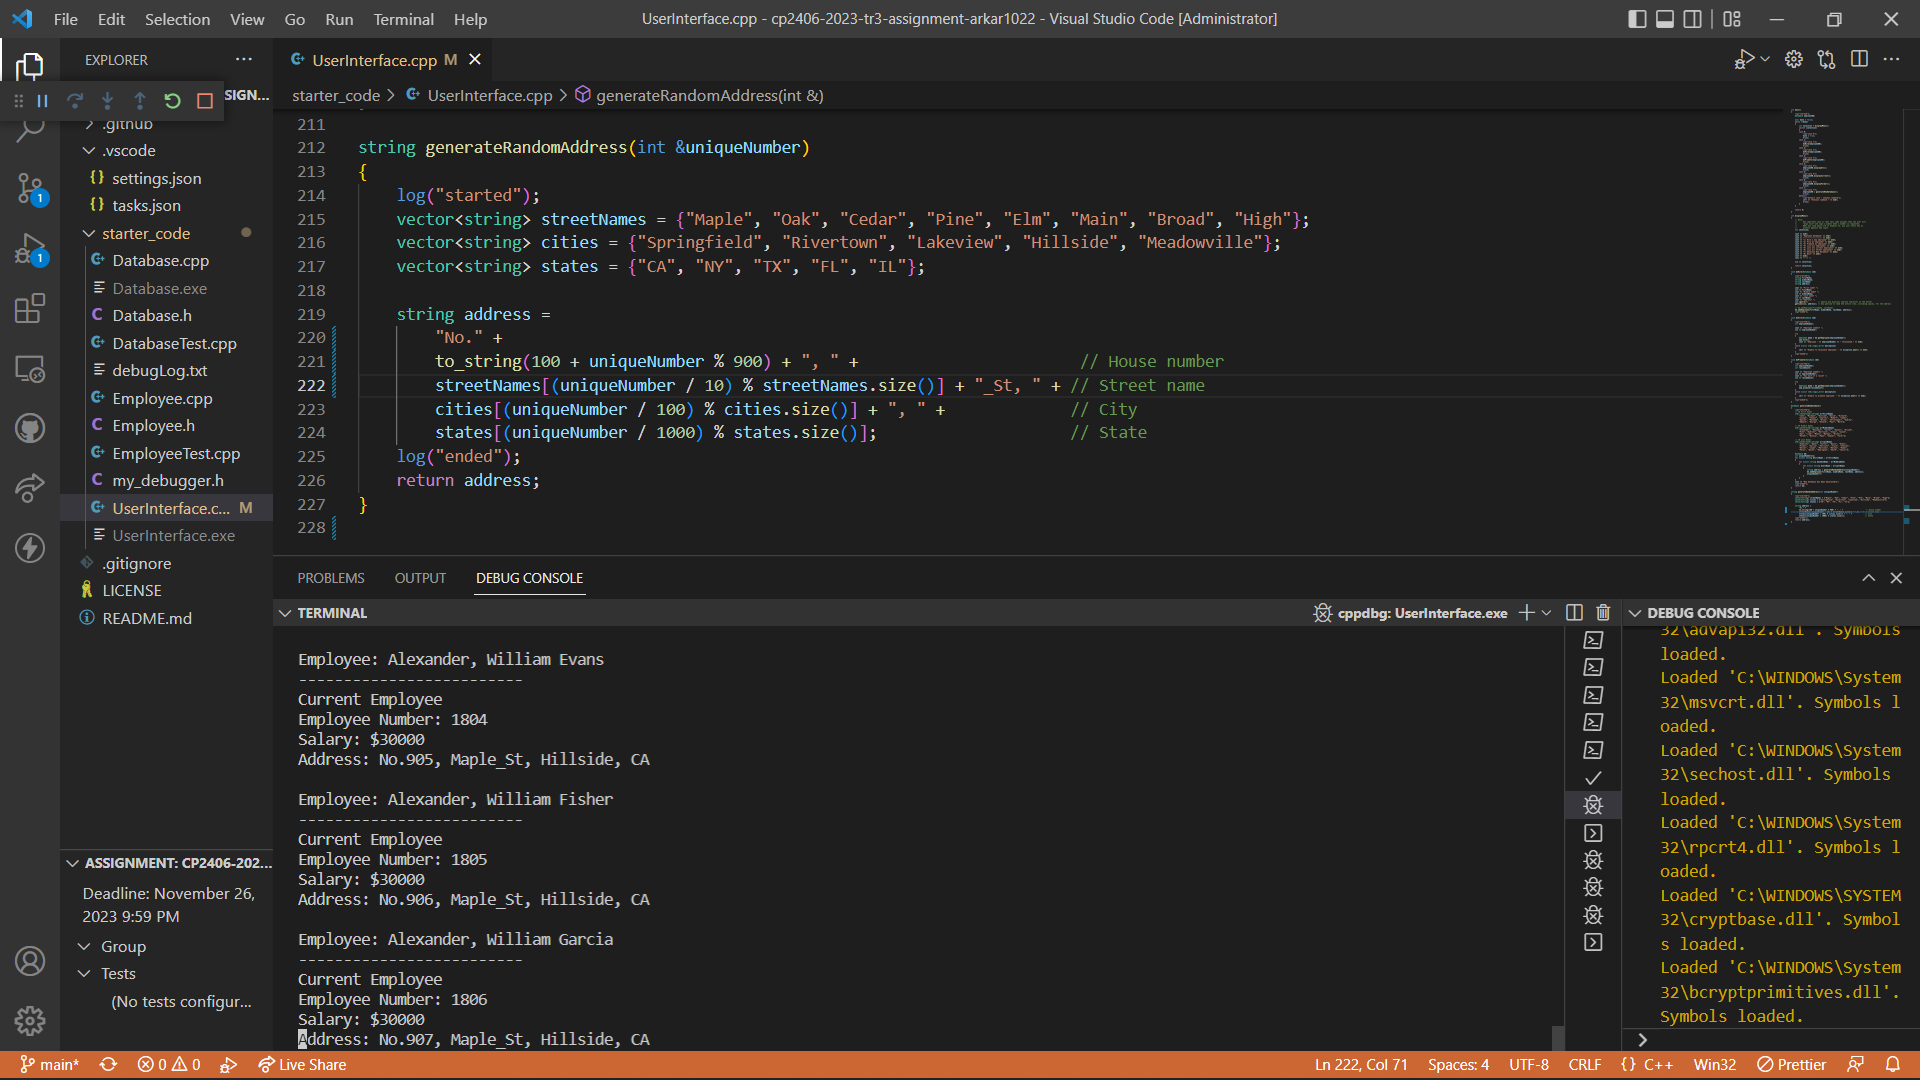 File Edit Selection View Go Run Terminal Help
UserInterface.cpp - cp2406-2023-tr3-assignment-arkar1022 - Visual Studio Code [Administrator]
EXPLORER
SIGN...
.github
.vscode
settings.json
tasks.json
starter_code
Database.cpp
Database.exe
Database.h
DatabaseTest.cpp
debugLog.txt
Employee.cpp
Employee.h
EmployeeTest.cpp
my_debugger.h
UserInterface.c... M
UserInterface.exe
.gitignore
LICENSE
README.md
1
1
ASSIGNMENT: CP2406-202...
Deadline: November 26,
2023 9:59 PM
Group
Tests
(No tests configur...
UserInterface.cpp M
starter_code > UserInterface.cpp > generateRandomAddress(int &)
211
212 string generateRandomAddress(int &uniqueNumber)
213 {
214 log("started");
215 vector<string> streetNames = {"Maple", "Oak", "Cedar", "Pine", "Elm", "Main", "Broad", "High"};
216 vector<string> cities = {"Springfield", "Rivertown", "Lakeview", "Hillside", "Meadowville"};
217 vector<string> states = {"CA", "NY", "TX", "FL", "IL"};
218
219 string address =
220 "No." +
221 to_string(100 + uniqueNumber % 900) + ", " + // House number
222 streetNames[(uniqueNumber / 10) % streetNames.size()] + "_St, " + // Street name
223 cities[(uniqueNumber / 100) % cities.size()] + ", " + // City
224 states[(uniqueNumber / 1000) % states.size()]; // State
225 log("ended");
226 return address;
227 }
228
PROBLEMS OUTPUT DEBUG CONSOLE
TERMINAL
cppdbg: UserInterface.exe
Employee: Alexander, William Evans
-------------------------
Current Employee
Employee Number: 1804
Salary: $30000
Address: No.905, Maple_St, Hillside, CA
Employee: Alexander, William Fisher
-------------------------
Current Employee
Employee Number: 1805
Salary: $30000
Address: No.906, Maple_St, Hillside, CA
Employee: Alexander, William Garcia
-------------------------
Current Employee
Employee Number: 1806
Salary: $30000
Address: No.907, Maple_St, Hillside, CA
DEBUG CONSOLE
32\advapi32.dll'. Symbols
loaded.
Loaded 'C:\WINDOWS\System
32\msvcrt.dll'. Symbols l
oaded.
Loaded 'C:\WINDOWS\System
32\sechost.dll'. Symbols
loaded.
Loaded 'C:\WINDOWS\System
32\rpcrt4.dll'. Symbols l
oaded.
Loaded 'C:\WINDOWS\SYSTEM
32\cryptbase.dll'. Symbol
s loaded.
Loaded 'C:\WINDOWS\System
32\bcryptprimitives.dll'.
Symbols loaded.
main* 0 0 Live Share
Ln 222, Col 71 Spaces: 4 UTF-8 CRLF {} C++ Win32 Prettier